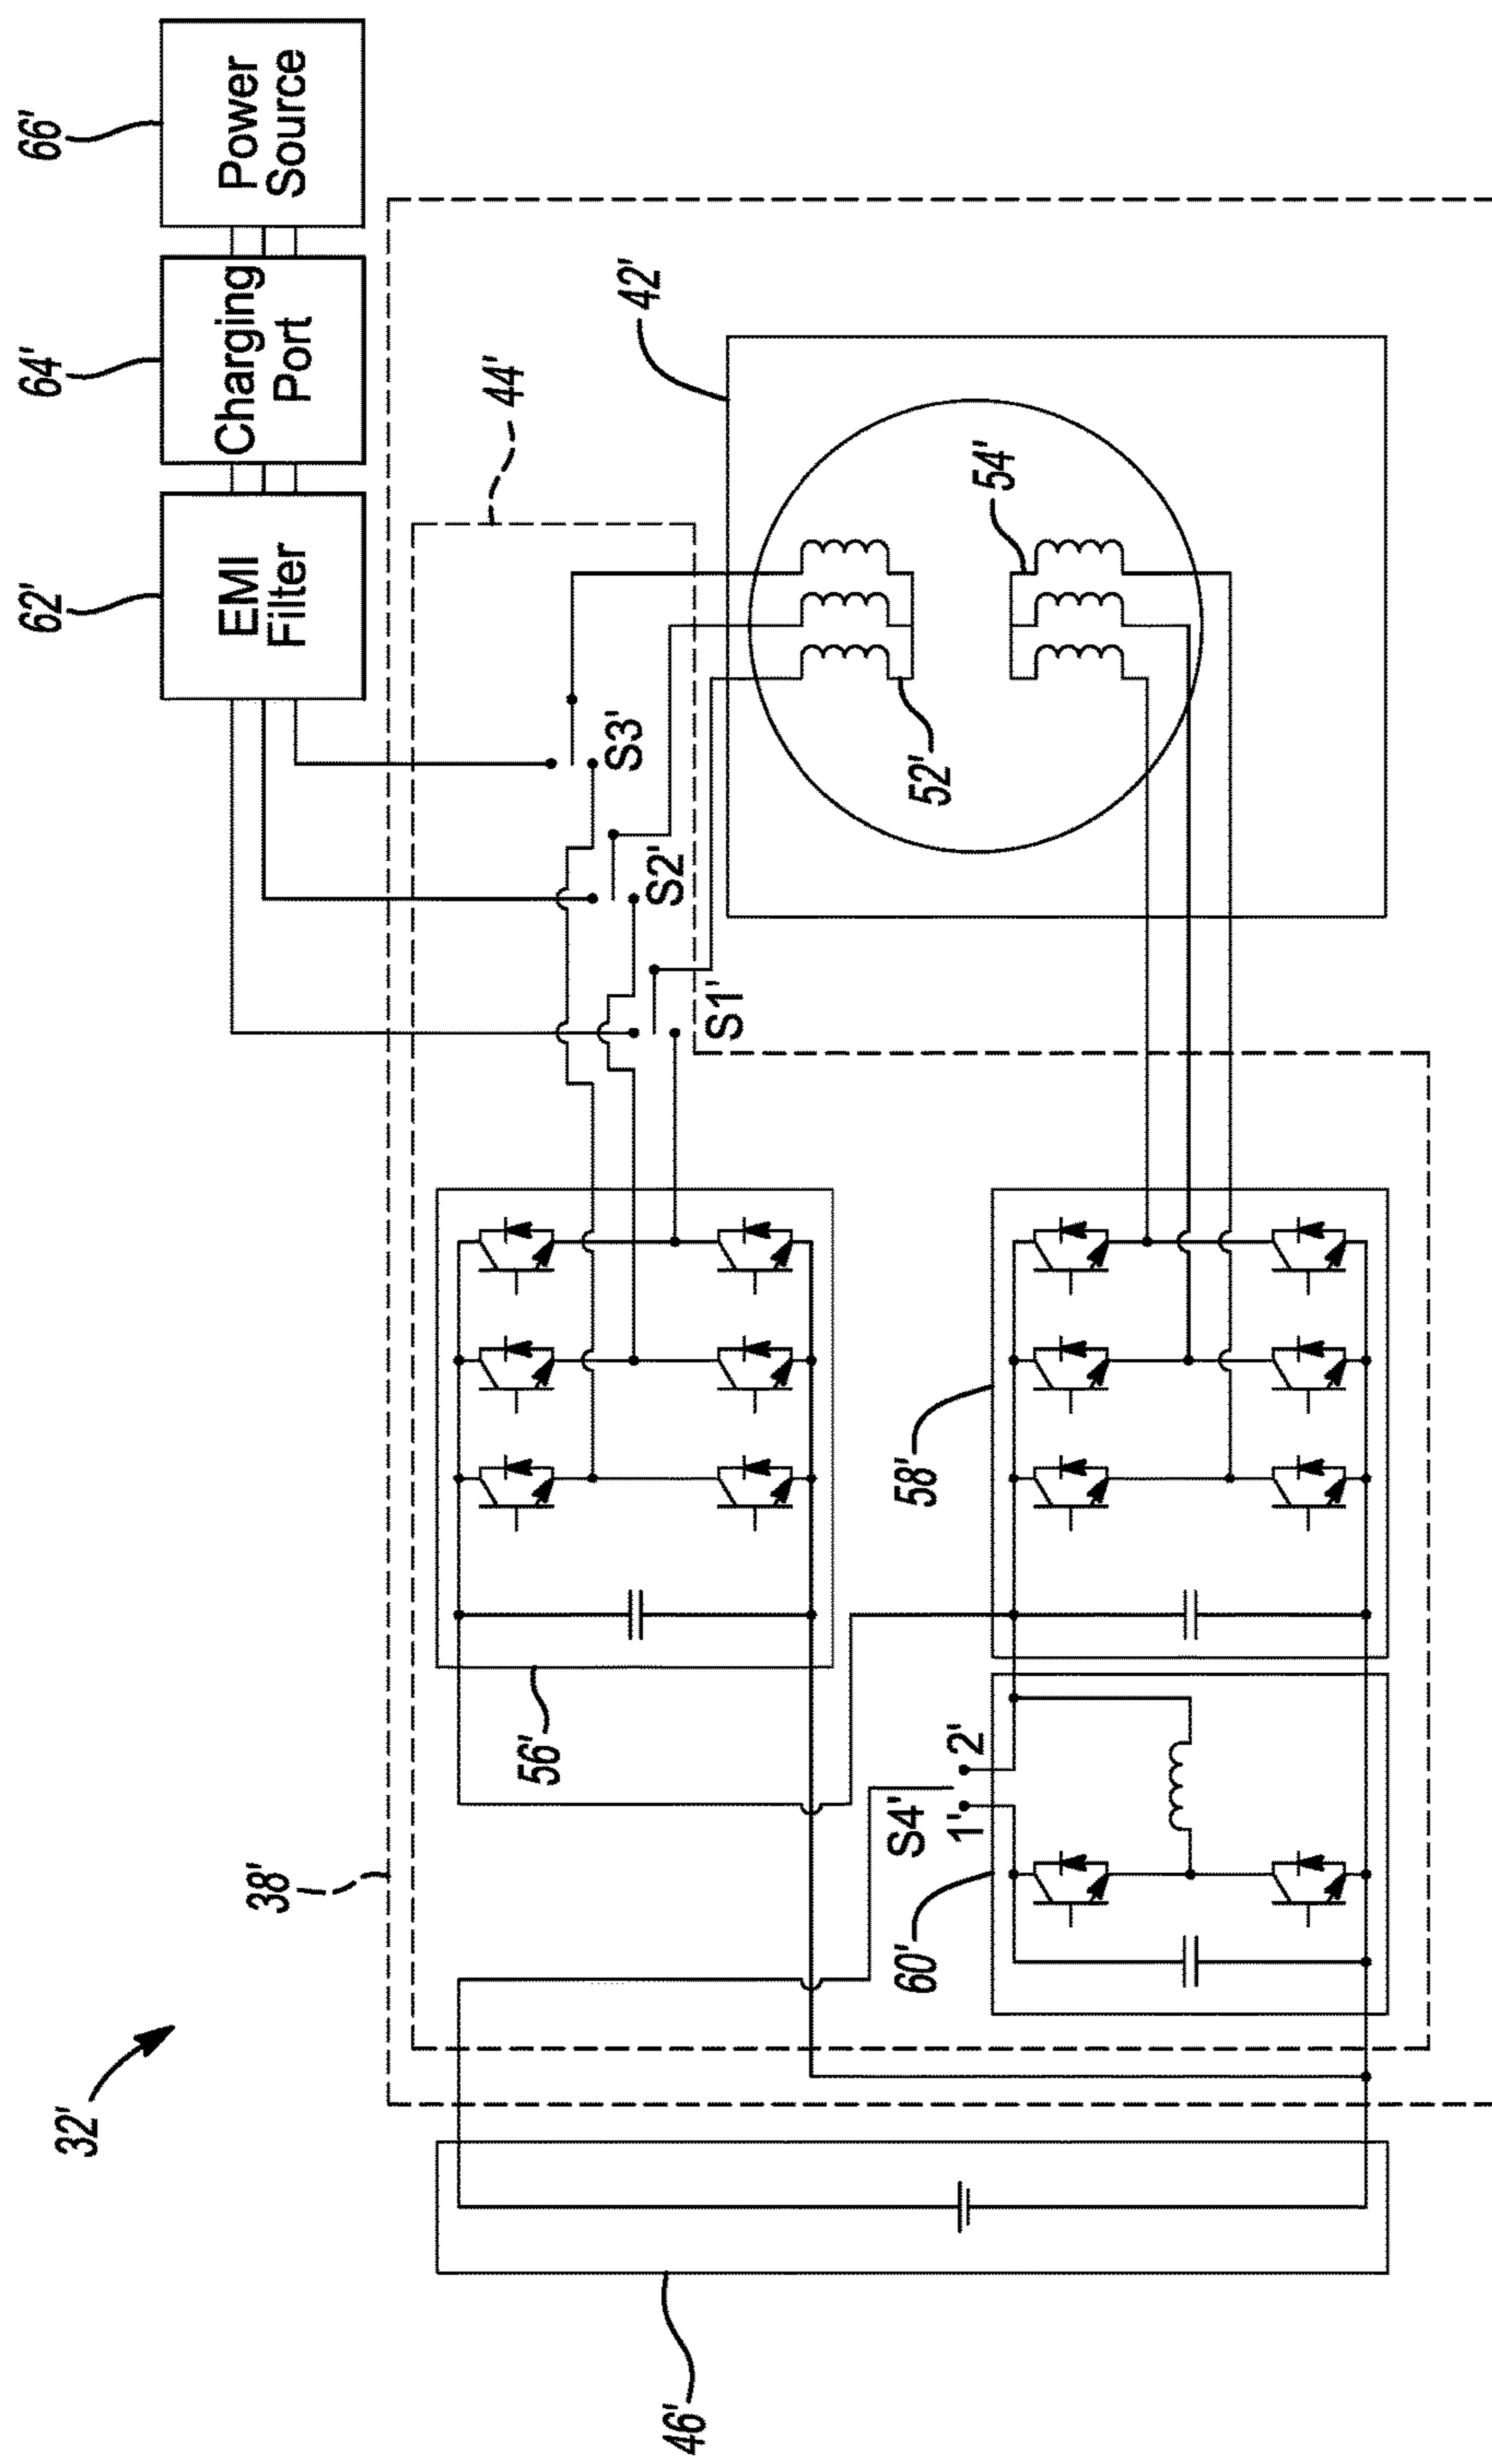 32'
38'
62'
64'
66'
EMI
Filter
Charging
Port
Power
Source
44'
42'
S3'
S2'
S1'
52'
54'
56'
58'
S4'
1'
2'
60'
46'